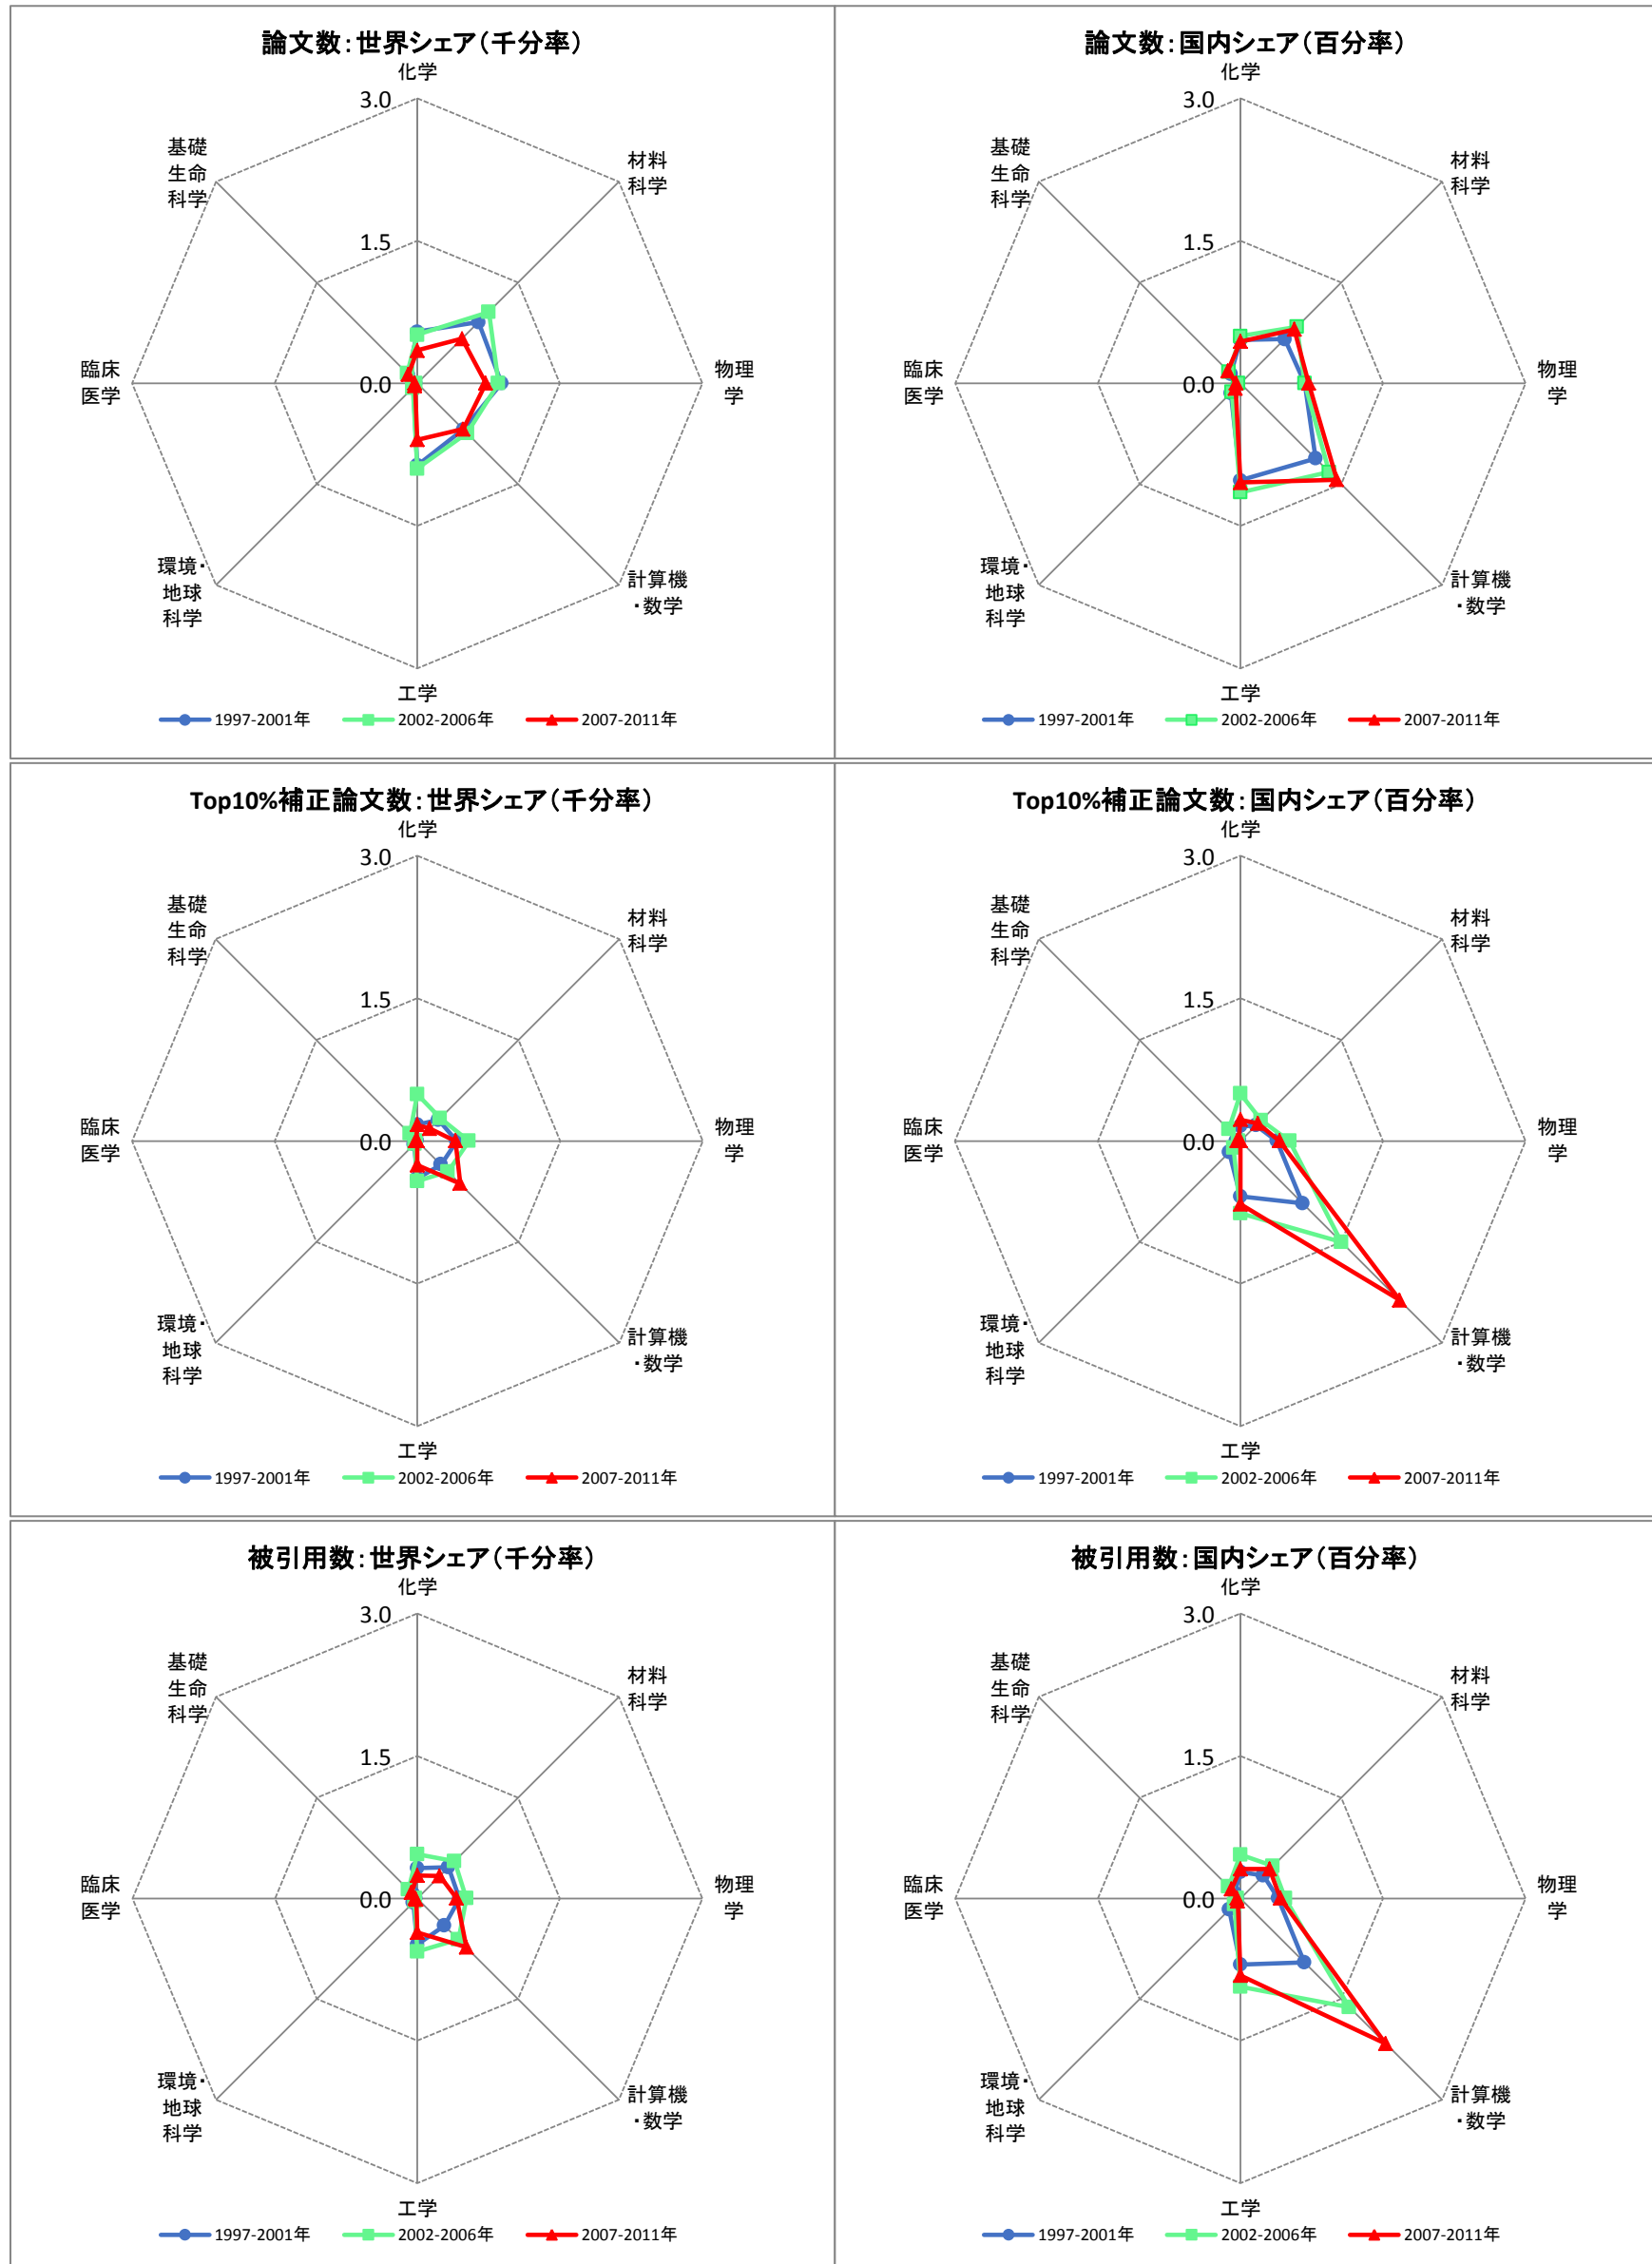 論文数：世界シェア（千分率）
化学
3.0
基礎
生命
科学
材料
科学
1.5
臨床
医学
0.0
物理
学
環境・
地球
科学
計算機
・数学
工学
1997-2001年 2002-2006年 2007-2011年
論文数：国内シェア（百分率）
化学
3.0
基礎
生命
科学
材料
科学
1.5
臨床
医学
0.0
物理
学
環境・
地球
科学
計算機
・数学
工学
1997-2001年 2002-2006年 2007-2011年
Top10%補正論文数：世界シェア（千分率）
化学
3.0
基礎
生命
科学
材料
科学
1.5
臨床
医学
0.0
物理
学
環境・
地球
科学
計算機
・数学
工学
1997-2001年 2002-2006年 2007-2011年
Top10%補正論文数：国内シェア（百分率）
化学
3.0
基礎
生命
科学
材料
科学
1.5
臨床
医学
0.0
物理
学
環境・
地球
科学
計算機
・数学
工学
1997-2001年 2002-2006年 2007-2011年
被引用数：世界シェア（千分率）
化学
3.0
基礎
生命
科学
材料
科学
1.5
臨床
医学
0.0
物理
学
環境・
地球
科学
計算機
・数学
工学
1997-2001年 2002-2006年 2007-2011年
被引用数：国内シェア（百分率）
化学
3.0
基礎
生命
科学
材料
科学
1.5
臨床
医学
0.0
物理
学
環境・
地球
科学
計算機
・数学
工学
1997-2001年 2002-2006年 2007-2011年